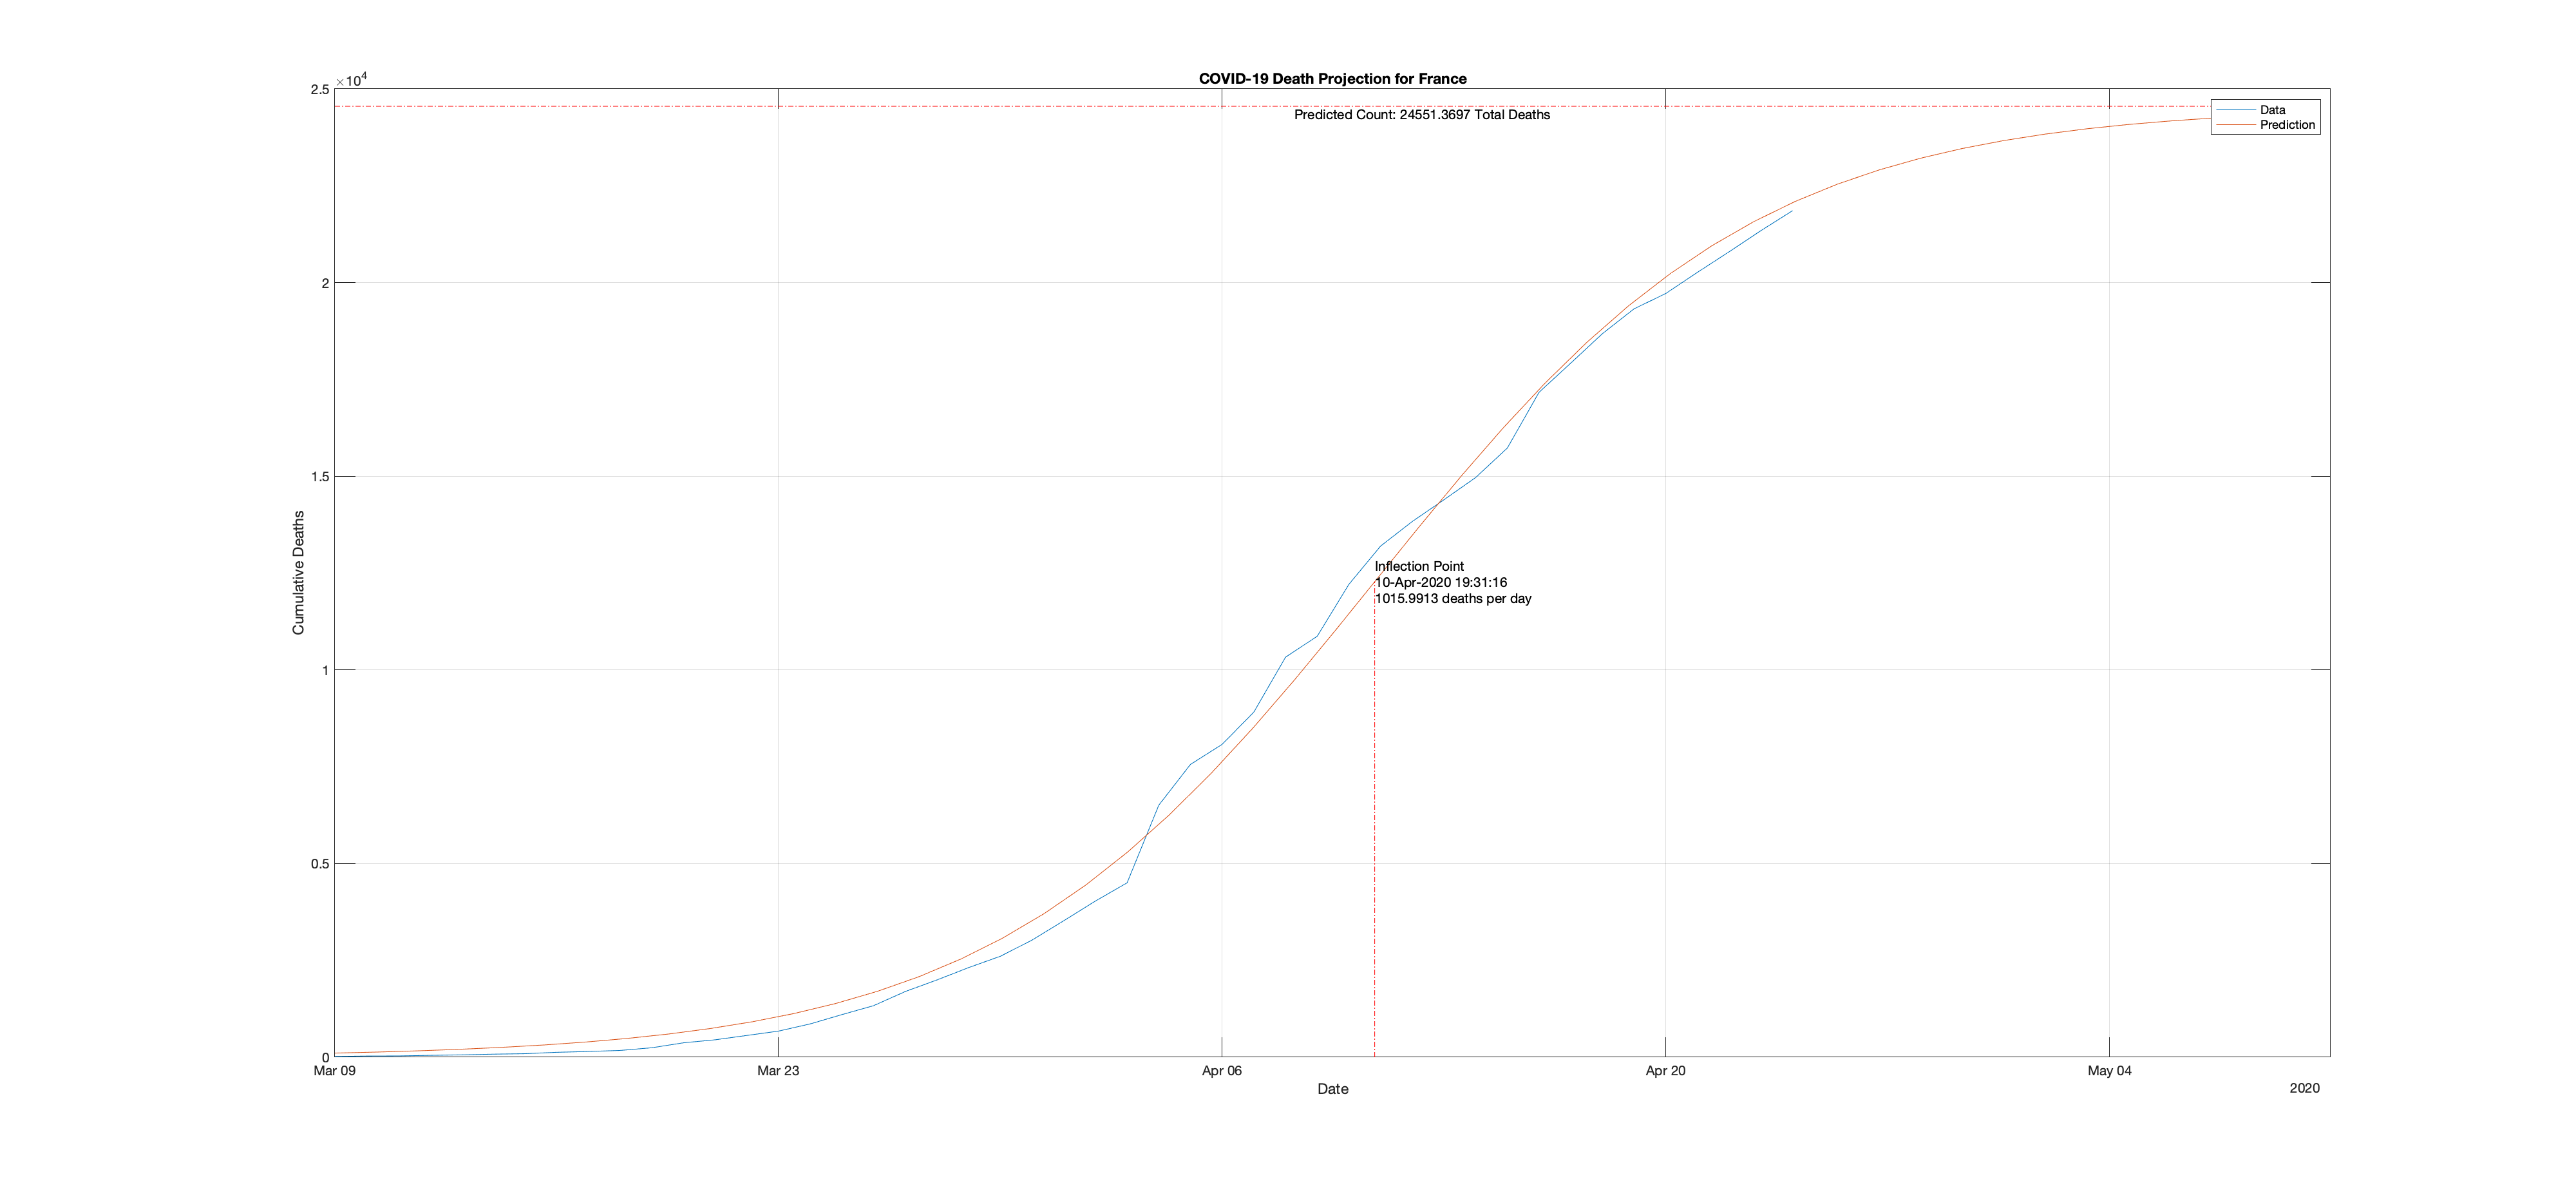 COVID-19 Death Projection for France
×10^4
2.5
2
1.5
1
0.5
0
Cumulative Deaths
Predicted Count: 24551.3697 Total Deaths
Data
Prediction
Inflection Point
10-Apr-2020 19:31:16
1015.9913 deaths per day
Mar 09 Mar 23 Apr 06 Apr 20 May 04
Date
2020